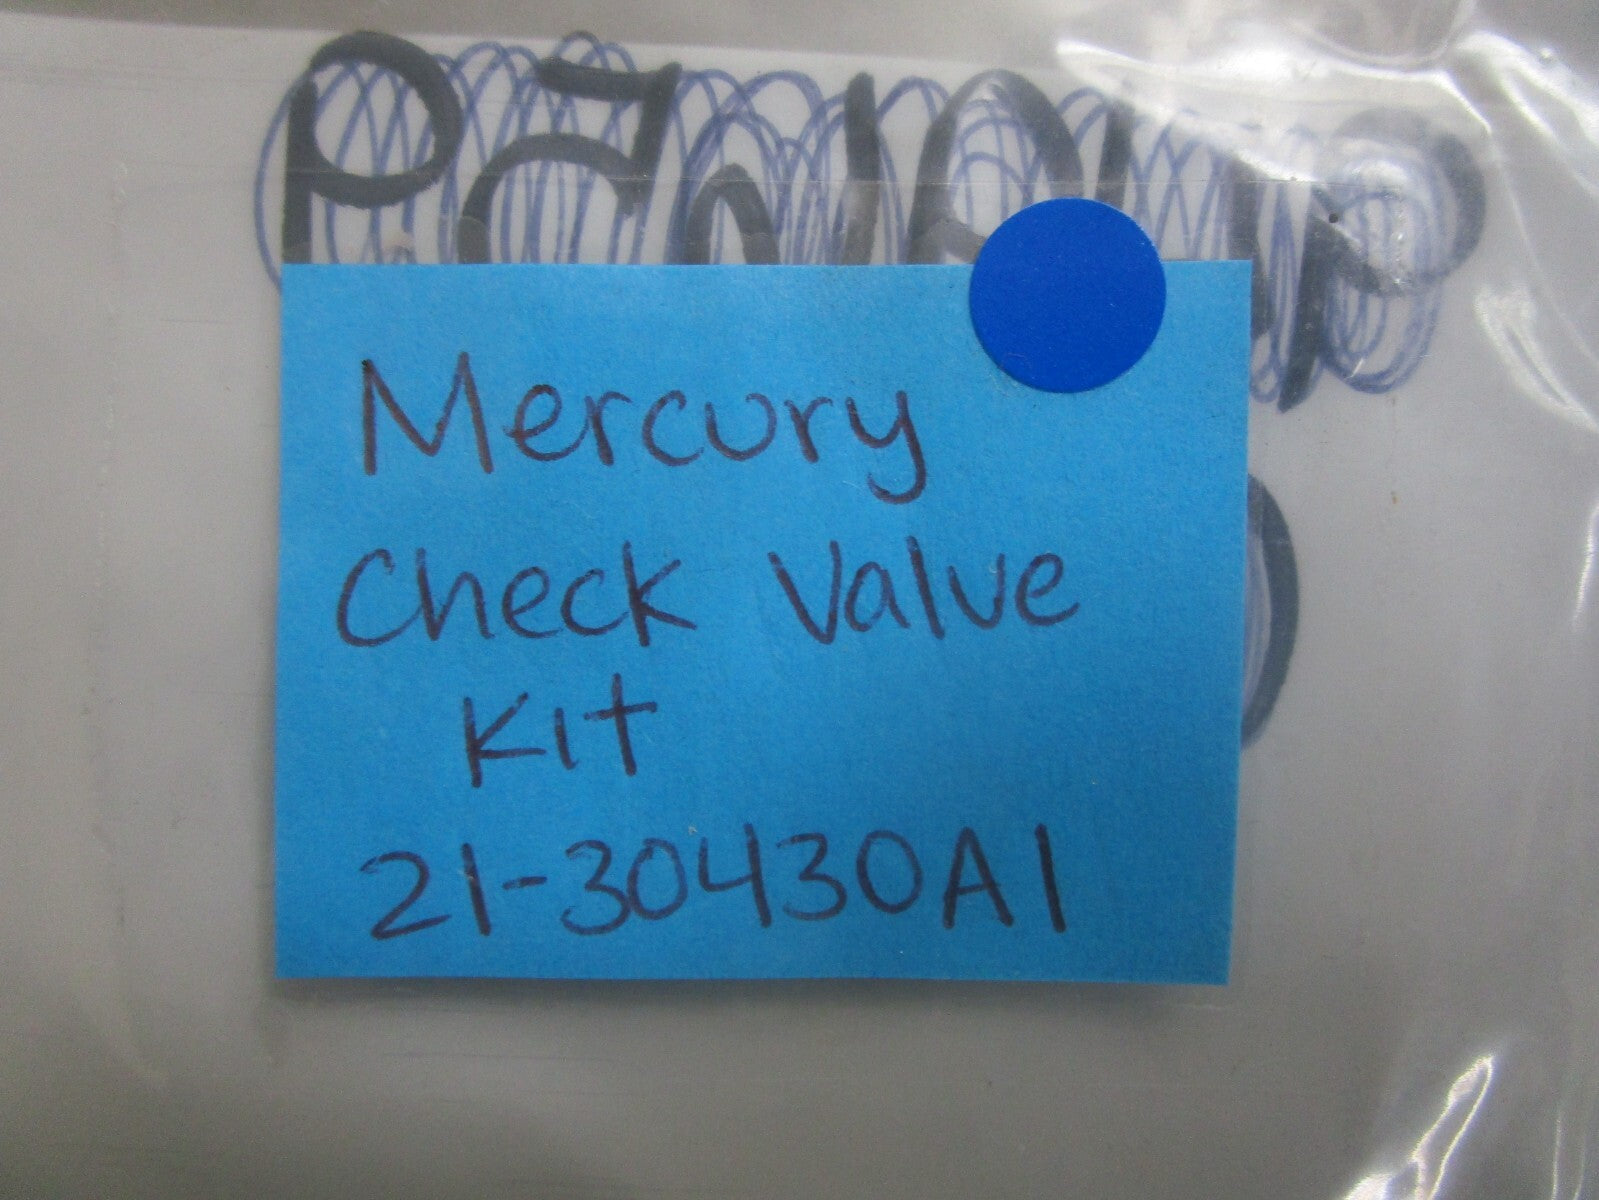 Mercury
Check Valve
Kit
21-30430A1